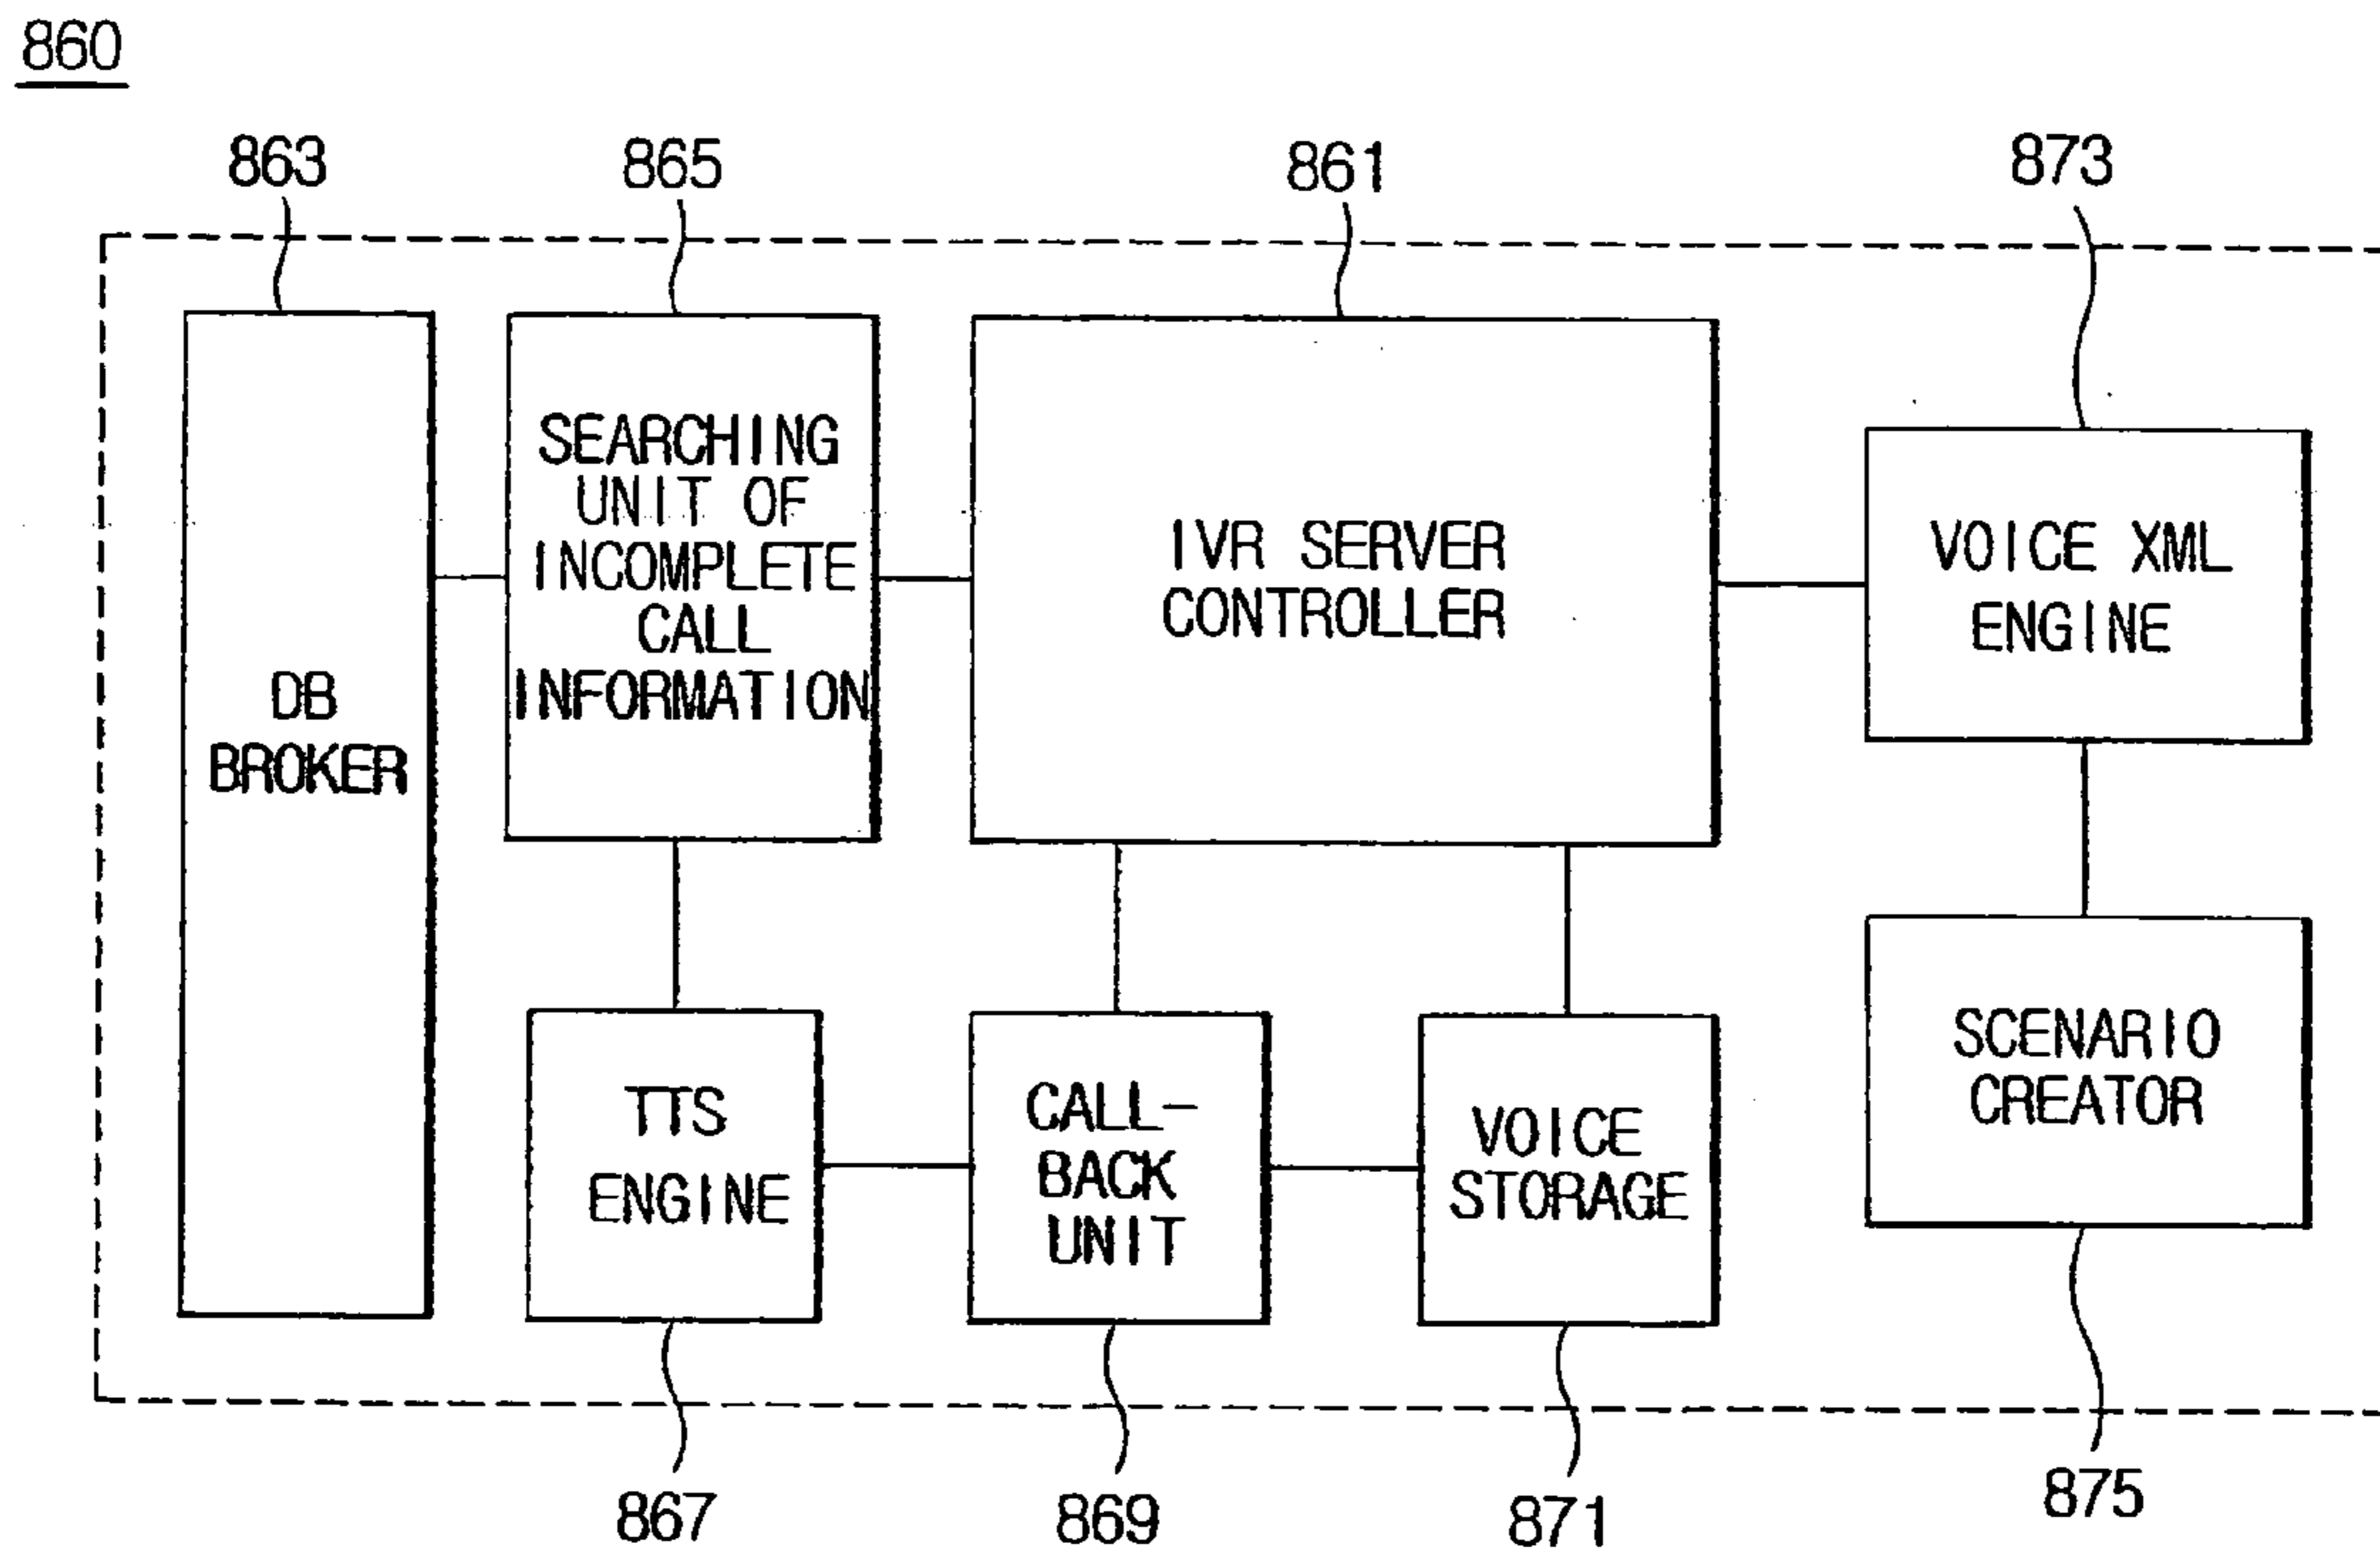 860
863
865
861
873
SEARCHING
UNIT OF
INCOMPLETE
CALL
INFORMATION
IVR SERVER
CONTROLLER
VOICE XML
ENGINE
DB
BROKER
TTS
ENGINE
CALL-
BACK
UNIT
VOICE
STORAGE
SCENARIO
CREATOR
867
869
871
875